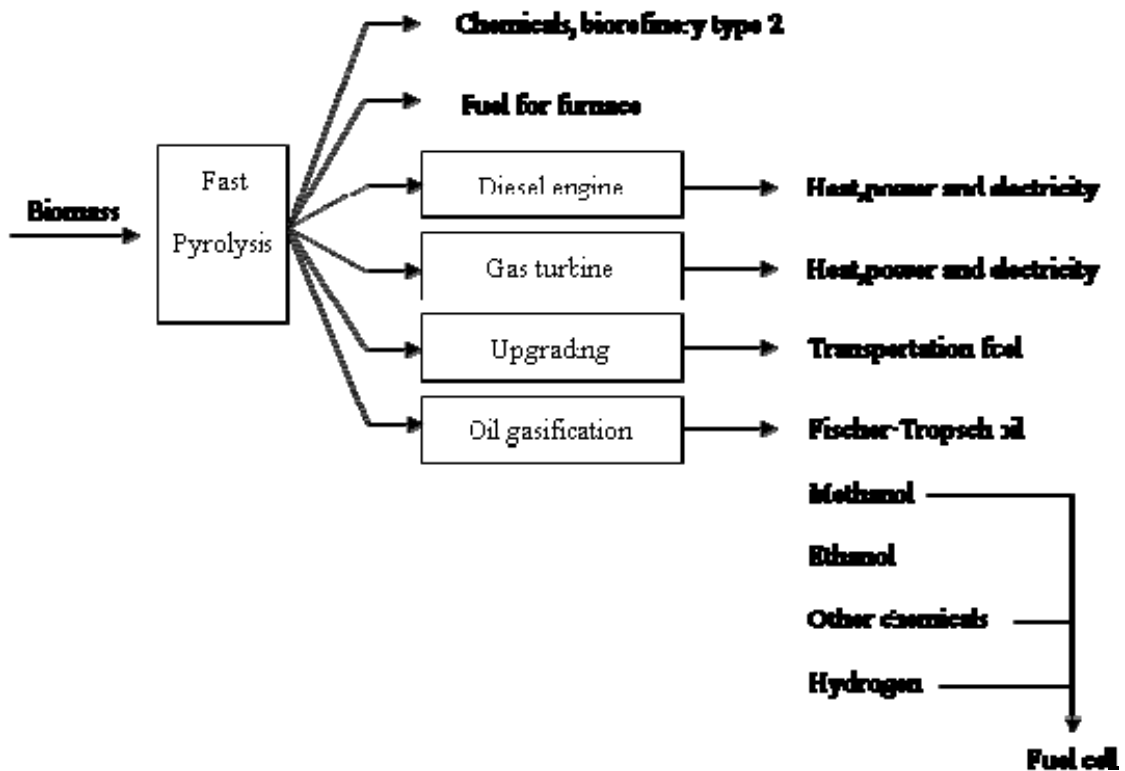 Chemicals, biorefinery type 2
Fuel for furnace
Fast
Pyrolysis
Biomass
Diesel engine
Heat,power and electricity
Gas turbine
Heat,power and electricity
Upgrading
Transportation fuel
Oil gasification
Fischer-Tropsch oil
Methanol
Ethanol
Other chemicals
Hydrogen
Fuel cell